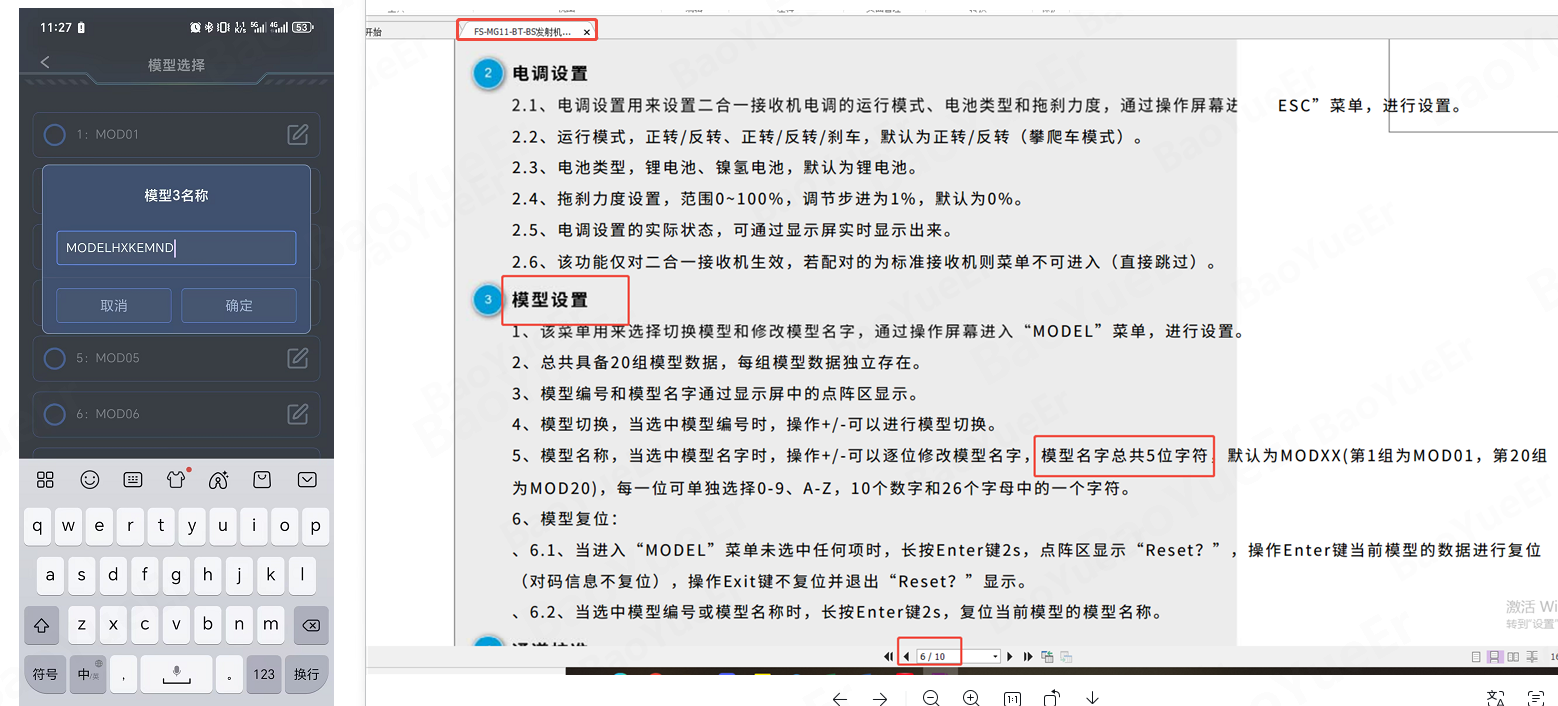 11:27
53
模型选择
1: MOD01
模型3名称
MODELHXKEMND
取消
确定
5: MOD05
6: MOD06
q w e r t y u i o p
a s d f g h j k l
z x c v b n m
符号
中/英
,
。
123
换行
开始
FS-MG11-BT-BS发射机... ×
2 电调设置
2.1、电调设置用来设置二合一接收机电调的运行模式、电池类型和拖刹力度，通过操作屏幕进 ESC”菜单，进行设置。
2.2、运行模式，正转/反转、正转/反转/刹车，默认为正转/反转（攀爬车模式）。
2.3、电池类型，锂电池、镍氢电池，默认为锂电池。
2.4、拖刹力度设置，范围0~100%，调节步进为1%，默认为0%。
2.5、电调设置的实际状态，可通过显示屏实时显示出来。
2.6、该功能仅对二合一接收机生效，若配对的为标准接收机则菜单不可进入（直接跳过）。
3 模型设置
1、该菜单用来选择切换模型和修改模型名字，通过操作屏幕进入“MODEL”菜单，进行设置。
2、总共具备20组模型数据，每组模型数据独立存在。
3、模型编号和模型名字通过显示屏中的点阵区显示。
4、模型切换，当选中模型编号时，操作+/-可以进行模型切换。
5、模型名称，当选中模型名字时，操作+/-可以逐位修改模型名字，模型名字总共5位字符，默认为MODXX(第1组为MOD01，第20组
为MOD20)，每一位可单独选择0-9、A-Z，10个数字和26个字母中的一个字符。
6、模型复位：
、6.1、当进入“MODEL”菜单未选中任何项时，长按Enter键2s，点阵区显示“Reset？”，操作Enter键当前模型的数据进行复位
（对码信息不复位），操作Exit键不复位并退出“Reset？”显示。
、6.2、当选中模型编号或模型名称时，长按Enter键2s，复位当前模型的模型名称。
激活 Wi
转到“设置”
6 / 10
16
1:1
BaoYueEr